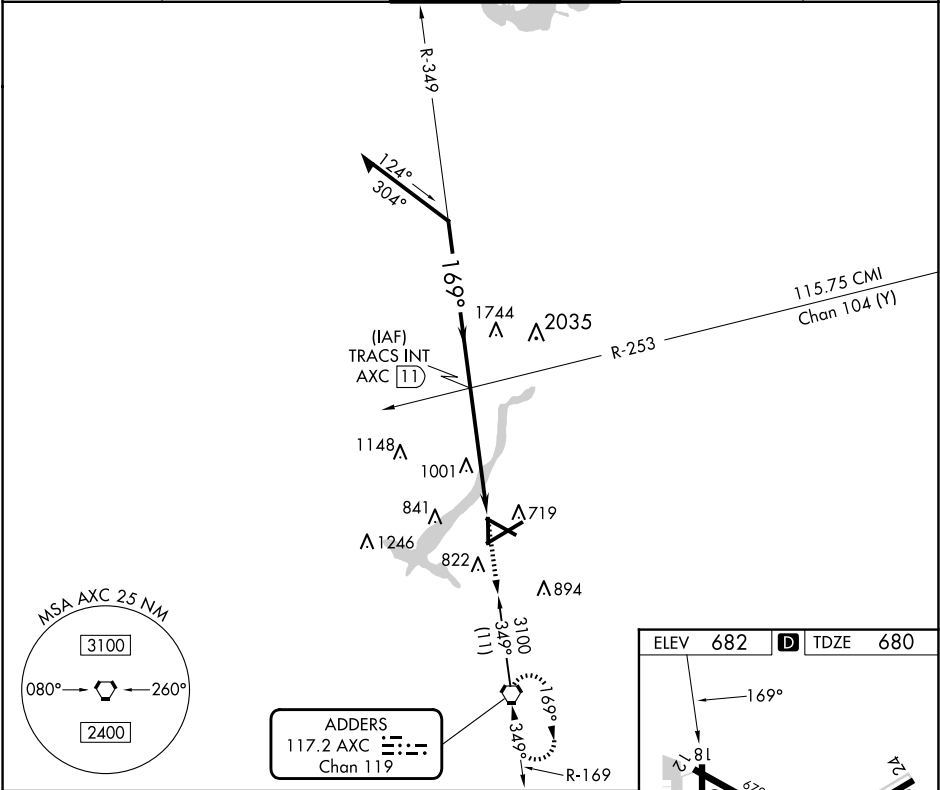 R-349
124°
304°
169°
1744
2035
115.75 CMI
Chan 104 (Y)
R-253
(IAF)
TRACS INT
AXC 11
1148
1001
841
719
1246
822
894
3100
349°
(11)
MSA AXC 25 NM
3100
080°
260°
2400
ADDERS
117.2 AXC
Chan 119
169°
349°
R-169
ELEV 682 D TDZE 680
169°
18
12
24